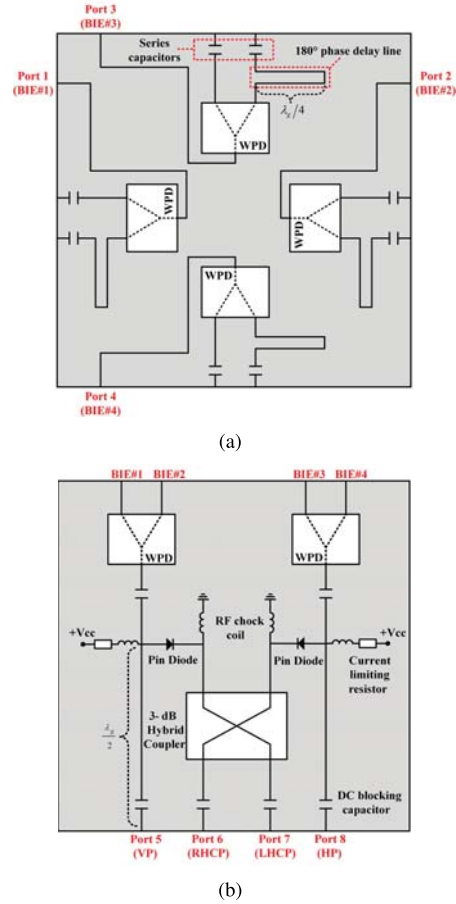 Port 3
(BIE#3)
Series
capacitors
180° phase delay line
Port 1
(BIE#1)
Port 2
(BIE#2)
λg/4
WPD
WPD
WPD
WPD
Port 4
(BIE#4)
(a)
BIE#1 BIE#2 BIE#3 BIE#4
WPD WPD
+Vcc
RF chock
coil
+Vcc
Pin Diode Pin Diode
Current
limiting
resistor
λg/2
3- dB
Hybrid
Coupler
DC blocking
capacitor
Port 5 Port 6 Port 7 Port 8
(VP) (RHCP) (LHCP) (HP)
(b)